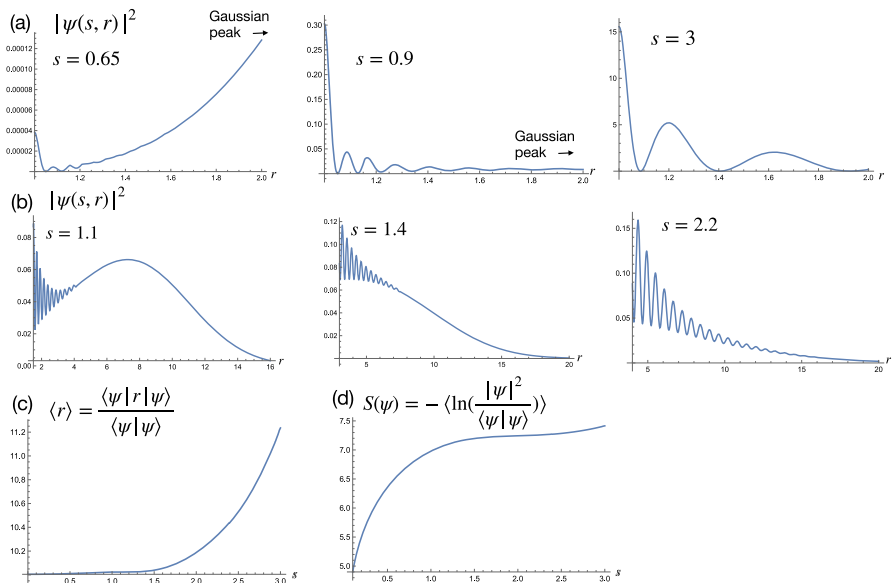 (a) |ψ(s, r)|²
s = 0.65
Gaussian
peak →
0.00012
0.00010
0.00008
0.00006
0.00004
0.00002
1.2 1.4 1.6 1.8 2.0 r
s = 0.9
Gaussian
peak →
0.30
0.25
0.20
0.15
0.10
0.05
1.2 1.4 1.6 1.8 2.0 r
s = 3
15
10
5
1.2 1.4 1.6 1.8 2.0 r
(b) |ψ(s, r)|²
s = 1.1
0.08
0.06
0.04
0.02
0.00
2 4 6 8 10 12 14 16 r
s = 1.4
0.12
0.10
0.08
0.06
0.04
0.02
5 10 15 20 r
s = 2.2
0.15
0.10
0.05
0
5 10 15 20 r
(c) ⟨r⟩ = ⟨ψ|r|ψ⟩ / ⟨ψ|ψ⟩
11.2
11.0
10.8
10.6
10.4
10.2
10.0
0.5 1.0 1.5 2.0 2.5 3.0 s
(d) S(ψ) = − ⟨ln(|ψ|² / ⟨ψ|ψ⟩)⟩
7.5
7.0
6.5
6.0
5.5
5.0
0.5 1.0 1.5 2.0 2.5 3.0 s